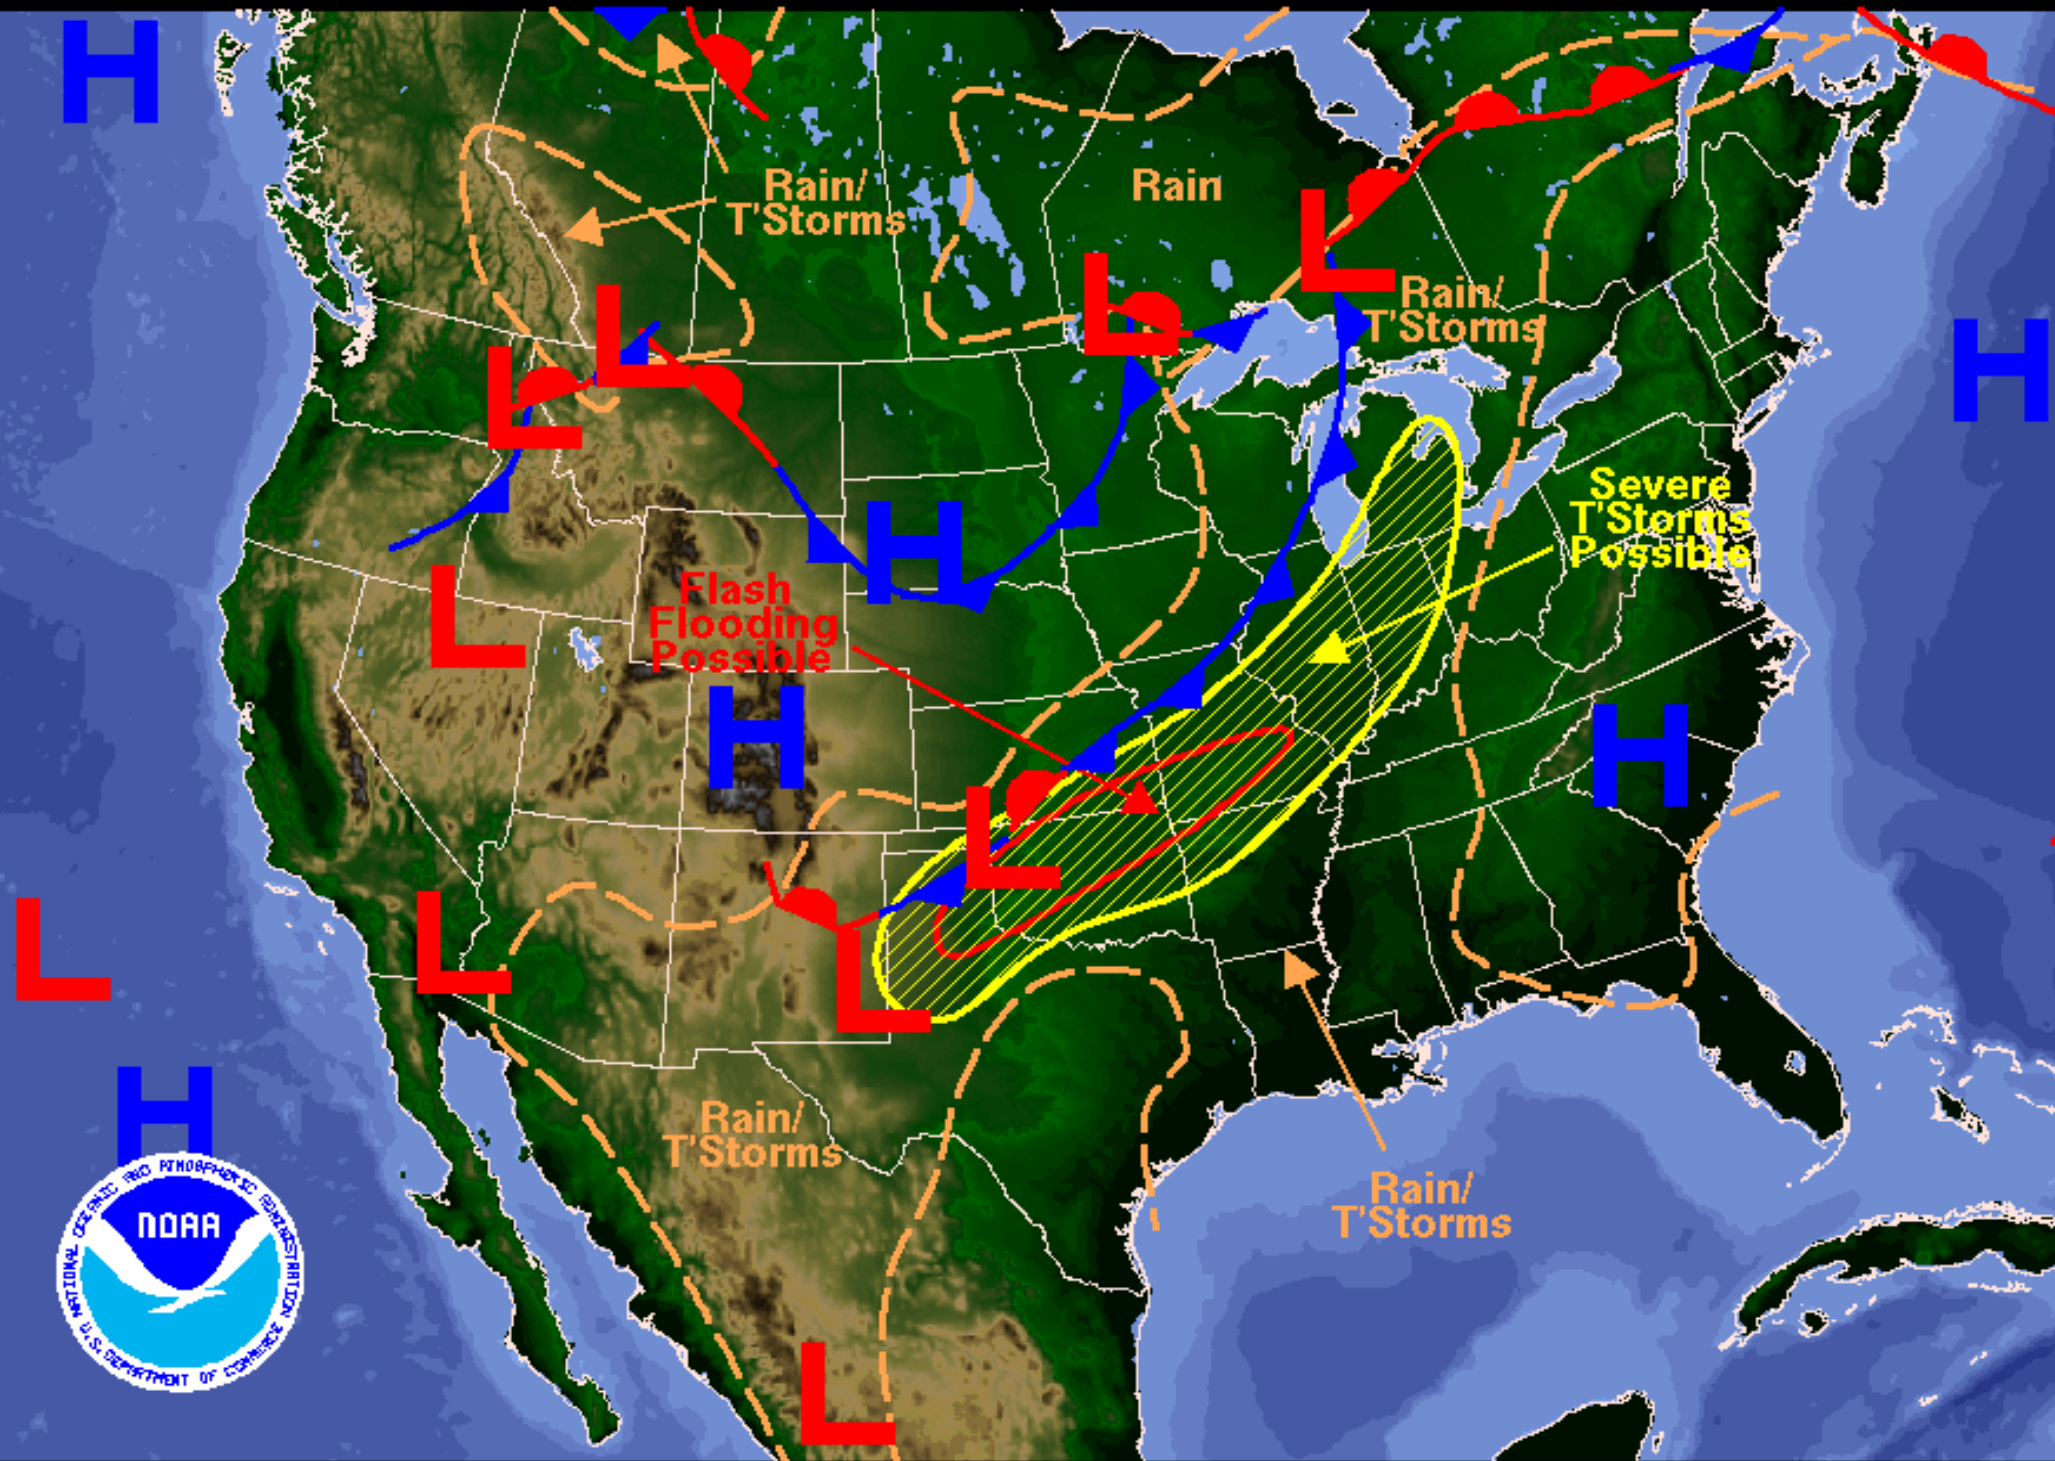 H
Rain/
T'Storms
Rain
L
Rain/
T'Storms
L
L
L
H
H
Severe
T'Storms
Possible
L
H
Flash
Flooding
Possible
H
H
L
L
L
L
H
Rain/
T'Storms
Rain/
T'Storms
L
NATIONAL OCEANIC AND ATMOSPHERIC ADMINISTRATION
NOAA
U.S. DEPARTMENT OF COMMERCE